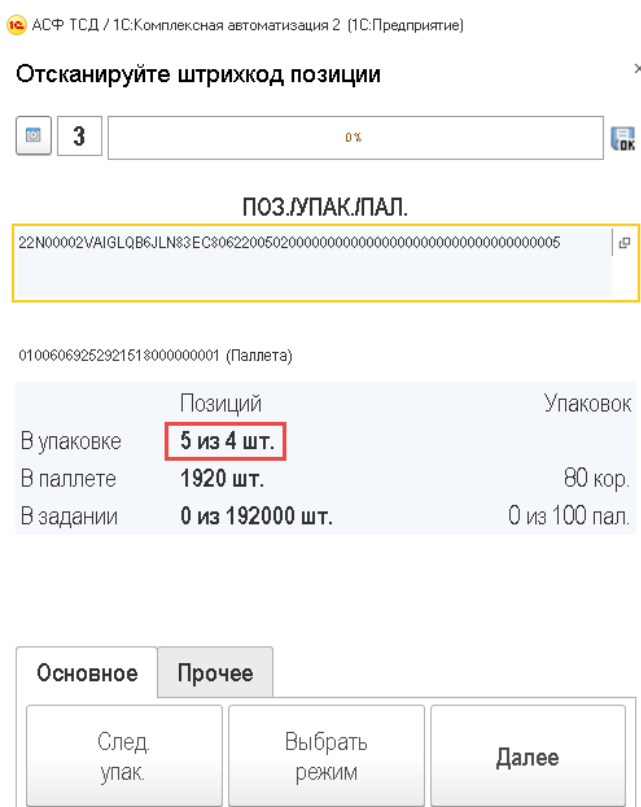 АСФ ТСД / 1С:Комплексная автоматизация 2 (1С:Предприятие)
Отсканируйте штрихкод позиции
3
0 %
ОК
ПОЗ./УПАК./ПАЛ.
22N00002VAIGLQB6JLN83EC80622005020000000000000000000000000000000005
01006069252921518000000001 (Паллета)
Позиций Упаковок
В упаковке 5 из 4 шт.
В паллете 1920 шт. 80 кор.
В задании 0 из 192000 шт. 0 из 100 пал.
Основное Прочее
След. упак. Выбрать режим Далее